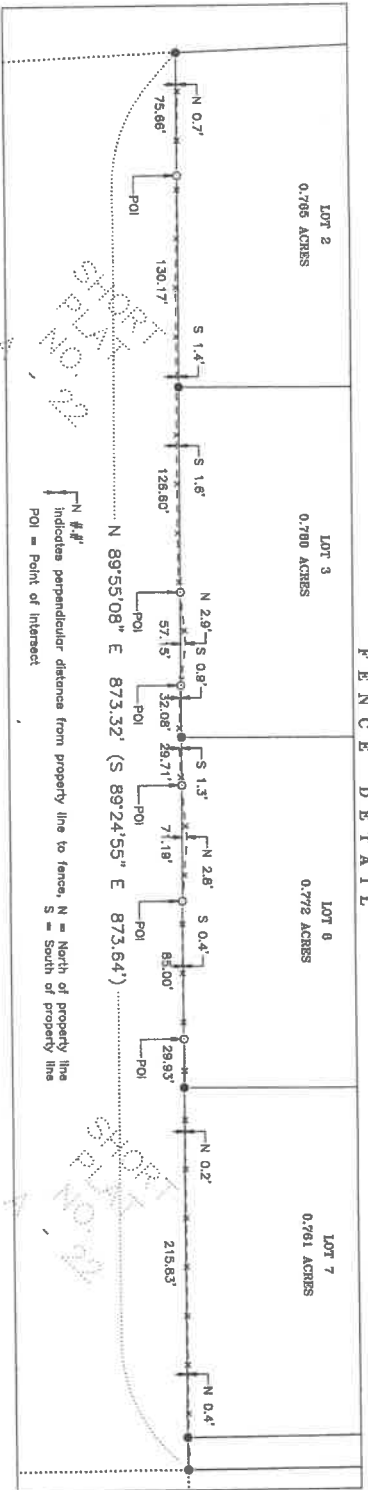 FENCE DETAIL
LOT 2
0.765 ACRES
LOT 3
0.780 ACRES
LOT 6
0.772 ACRES
LOT 7
0.761 ACRES
N 0.7'
75.66'
POI
130.17'
S 1.4'
S 1.6'
126.60'
N 2.9'
57.15'
POI
S 0.9'
32.08'
POI
29.71'
S 1.3'
POI
71.19'
N 2.8'
POI
S 0.4'
85.00'
POI
29.93'
N 0.2'
215.83'
N 0.4'
N 89°55'08" E 873.32' (S 89°24'55" E 873.64')
SHORT
PLAT
NO. 22
SHORT
PLAT
NO. 22
N #.#'
indicates perpendicular distance from property line to fence, N = North of property line
S = South of property line
POI = Point of Intersect